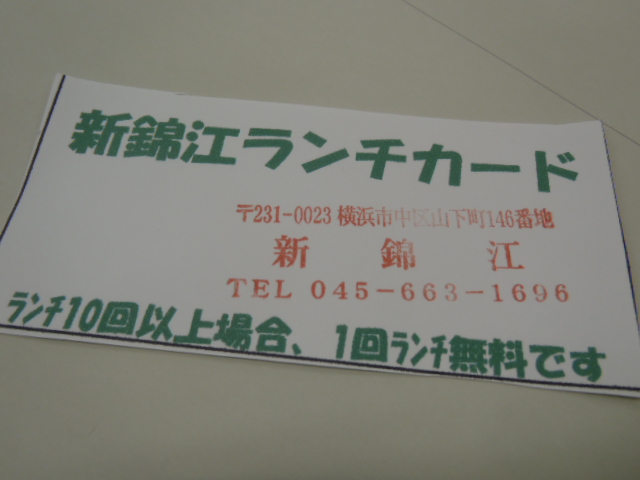 新錦江ランチカード
〒231-0023 横浜市中区山下町146番地
新 錦 江
TEL 045-663-1696
ランチ10回以上場合、1回ランチ無料です